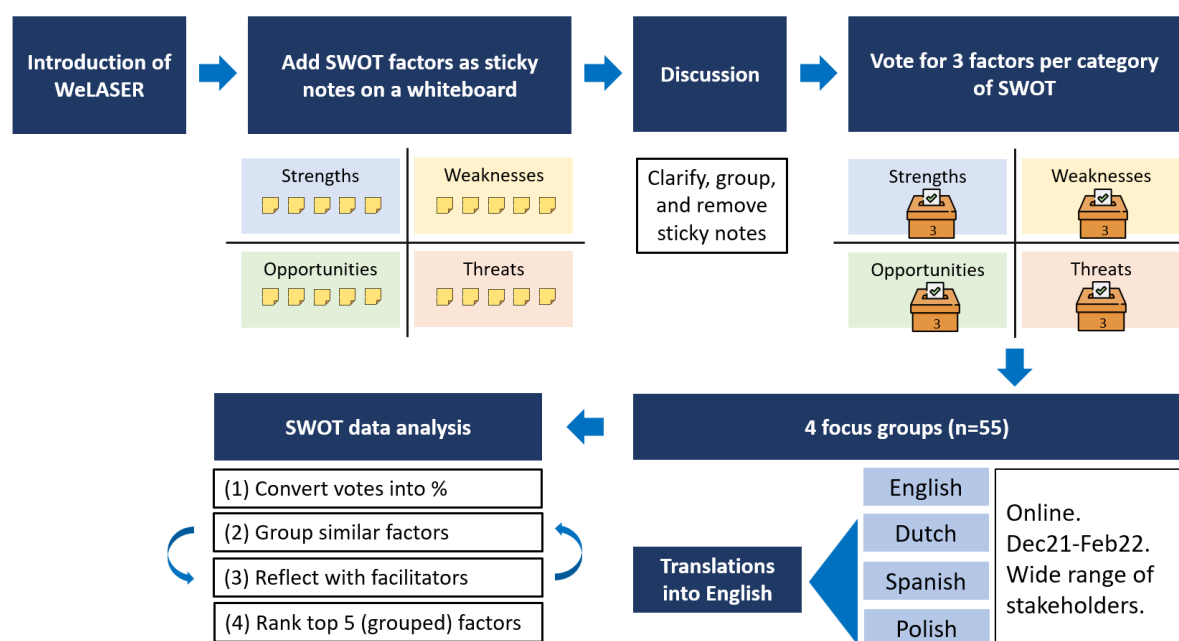 Introduction of
WeLASER
Add SWOT factors as sticky
notes on a whiteboard
Discussion
Vote for 3 factors per category
of SWOT
Strengths
Weaknesses
Opportunities
Threats
Clarify, group,
and remove
sticky notes
Strengths
3
Weaknesses
3
Opportunities
3
Threats
3
SWOT data analysis
4 focus groups (n=55)
(1) Convert votes into %
(2) Group similar factors
(3) Reflect with facilitators
(4) Rank top 5 (grouped) factors
Translations
into English
English
Dutch
Spanish
Polish
Online.
Dec21-Feb22.
Wide range of
stakeholders.